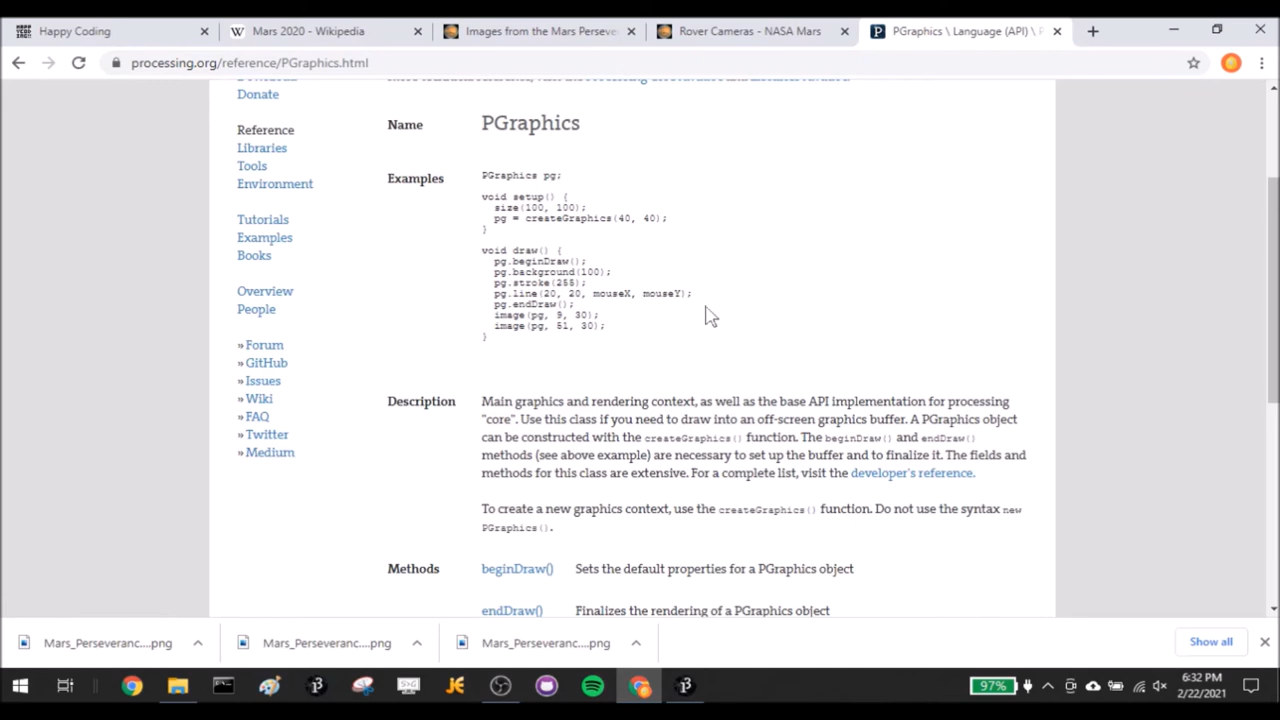 Happy Coding
Mars 2020 - Wikipedia
Images from the Mars Perseve
Rover Cameras - NASA Mars
PGraphics \ Language (API) \ P
processing.org/reference/PGraphics.html
Donate
Reference
Libraries
Tools
Environment
Tutorials
Examples
Books
Overview
People
» Forum
» GitHub
» Issues
» Wiki
» FAQ
» Twitter
» Medium
Name
PGraphics
Examples
PGraphics pg;
void setup() {
size(100, 100);
pg = createGraphics(40, 40);
}
void draw() {
pg.beginDraw();
pg.background(100);
pg.stroke(255);
pg.line(20, 20, mouseX, mouseY);
pg.endDraw();
image(pg, 9, 30);
image(pg, 51, 30);
}
Description
Main graphics and rendering context, as well as the base API implementation for processing
"core". Use this class if you need to draw into an off-screen graphics buffer. A PGraphics object
can be constructed with the createGraphics() function. The beginDraw() and endDraw()
methods (see above example) are necessary to set up the buffer and to finalize it. The fields and
methods for this class are extensive. For a complete list, visit the developer's reference.
To create a new graphics context, use the createGraphics() function. Do not use the syntax new
PGraphics().
Methods
beginDraw()
Sets the default properties for a PGraphics object
endDraw()
Finalizes the rendering of a PGraphics object
Mars_Perseveranc....png
Mars_Perseveranc....png
Mars_Perseveranc....png
Show all
97%
6:32 PM
2/22/2021